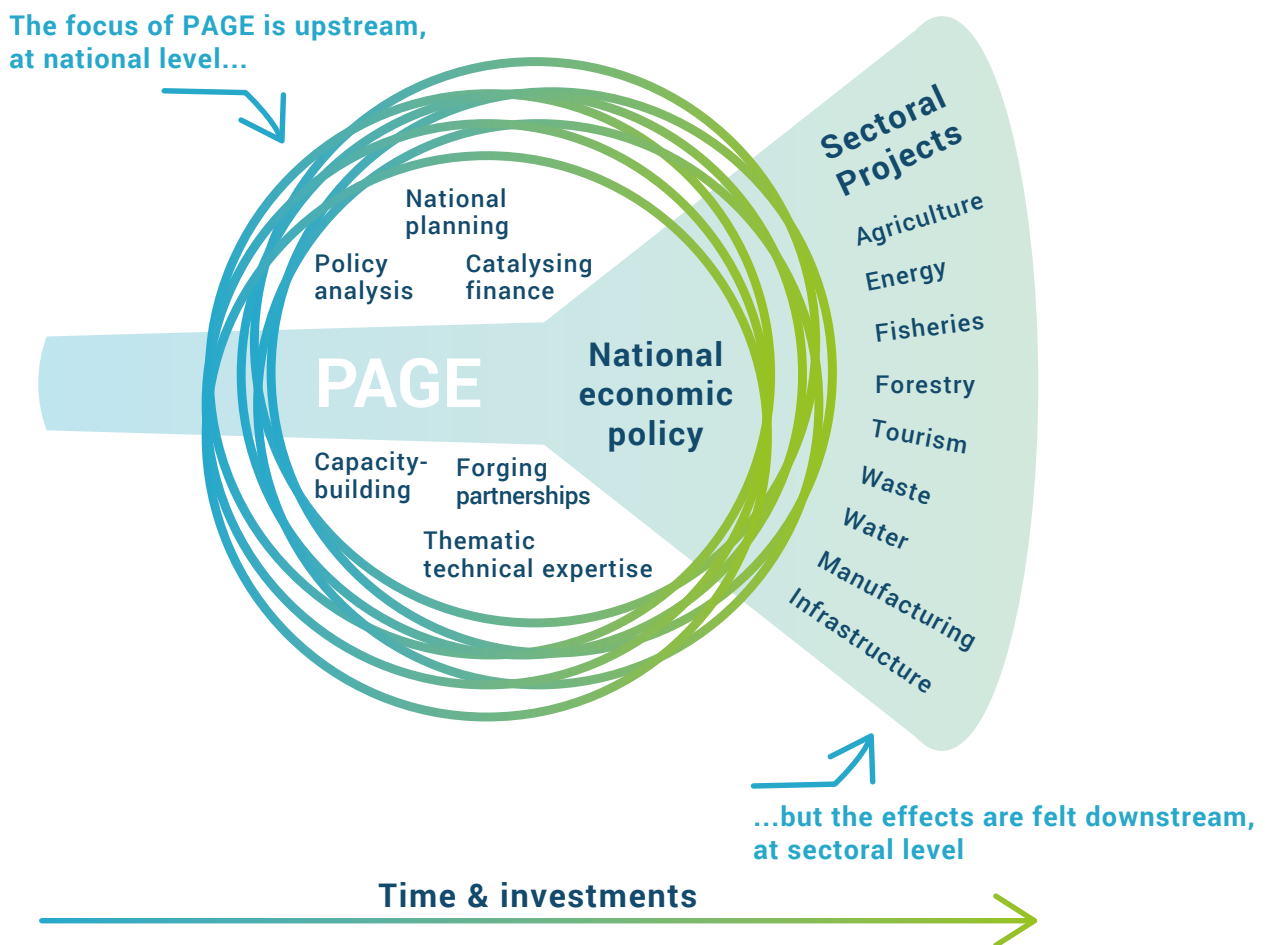 The focus of PAGE is upstream,
at national level...
National
planning
Policy
analysis
Catalysing
finance
PAGE
National
economic
policy
Capacity-
building
Forging
partnerships
Thematic
technical expertise
Sectoral
Projects
Agriculture
Energy
Fisheries
Forestry
Tourism
Waste
Water
Manufacturing
Infrastructure
...but the effects are felt downstream,
at sectoral level
Time & investments